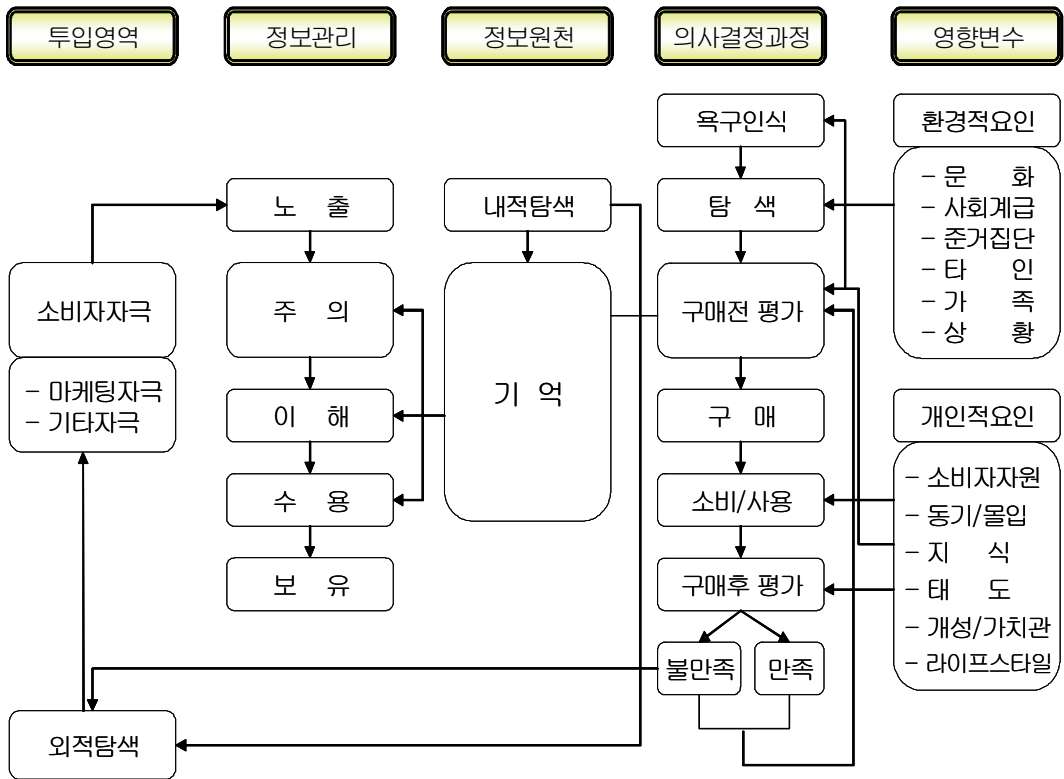 투입영역
정보관리
정보원천
의사결정과정
영향변수
소비자자극
- 마케팅자극
- 기타자극
외적탐색
노 출
주 의
이 해
수 용
보 유
내적탐색
기 억
욕구인식
탐 색
구매전 평가
구 매
소비/사용
구매후 평가
불만족
만족
환경적요인
- 문 화
- 사회계급
- 준거집단
- 타 인
- 가 족
- 상 황
개인적요인
- 소비자자원
- 동기/몰입
- 지 식
- 태 도
- 개성/가치관
- 라이프스타일